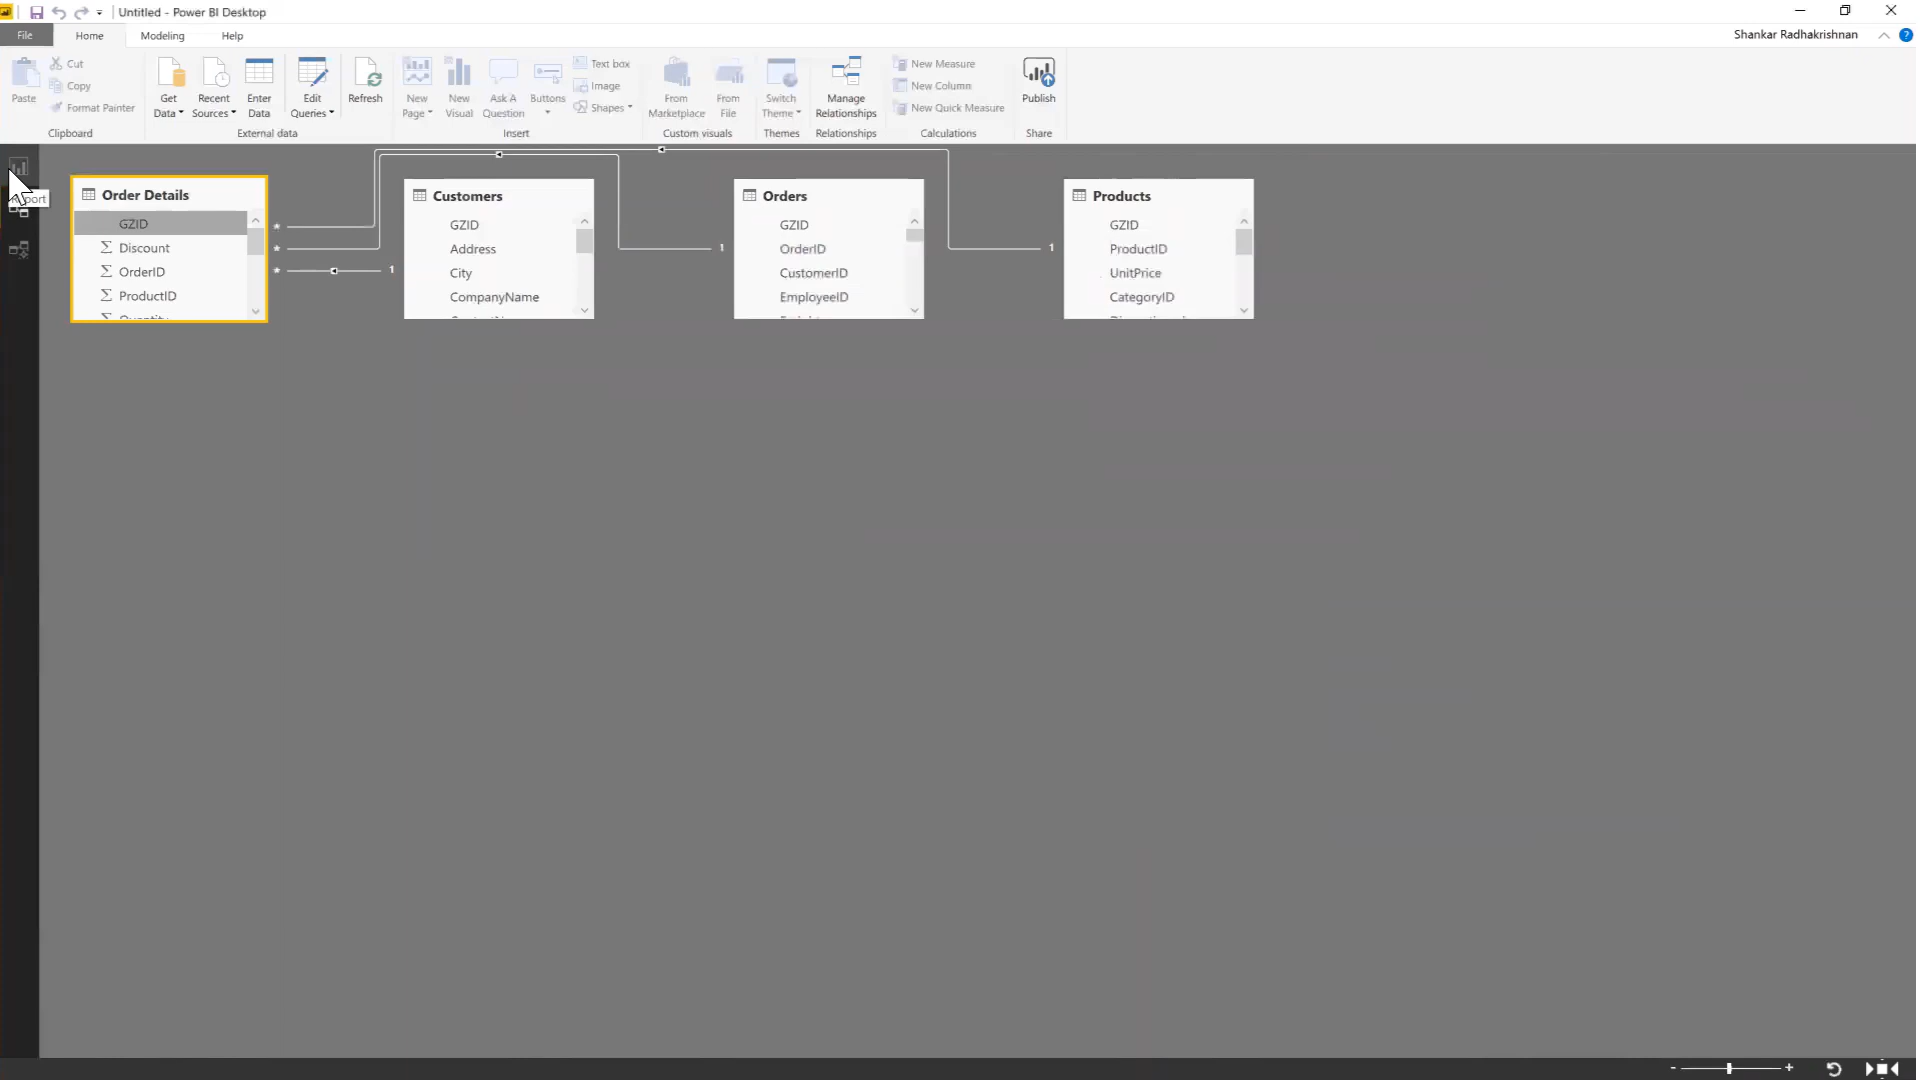 Untitled - Power BI Desktop
File Home Modeling Help Shankar Radhakrishnan
Paste
Cut
Copy
Format Painter
Clipboard
Get Data
Recent Sources
Enter Data
External data
Edit Queries
Refresh
New Page
New Visual
Ask A Question
Buttons
Text box
Image
Shapes
Insert
From Marketplace
From File
Custom visuals
Switch Theme
Themes
Manage Relationships
Relationships
New Measure
New Column
New Quick Measure
Calculations
Publish
Share
Order Details
GZID
Discount
OrderID
ProductID
Quantity
* 
*
* 1
Customers
GZID
Address
City
CompanyName
1
Orders
GZID
OrderID
CustomerID
EmployeeID
1
Products
GZID
ProductID
UnitPrice
CategoryID